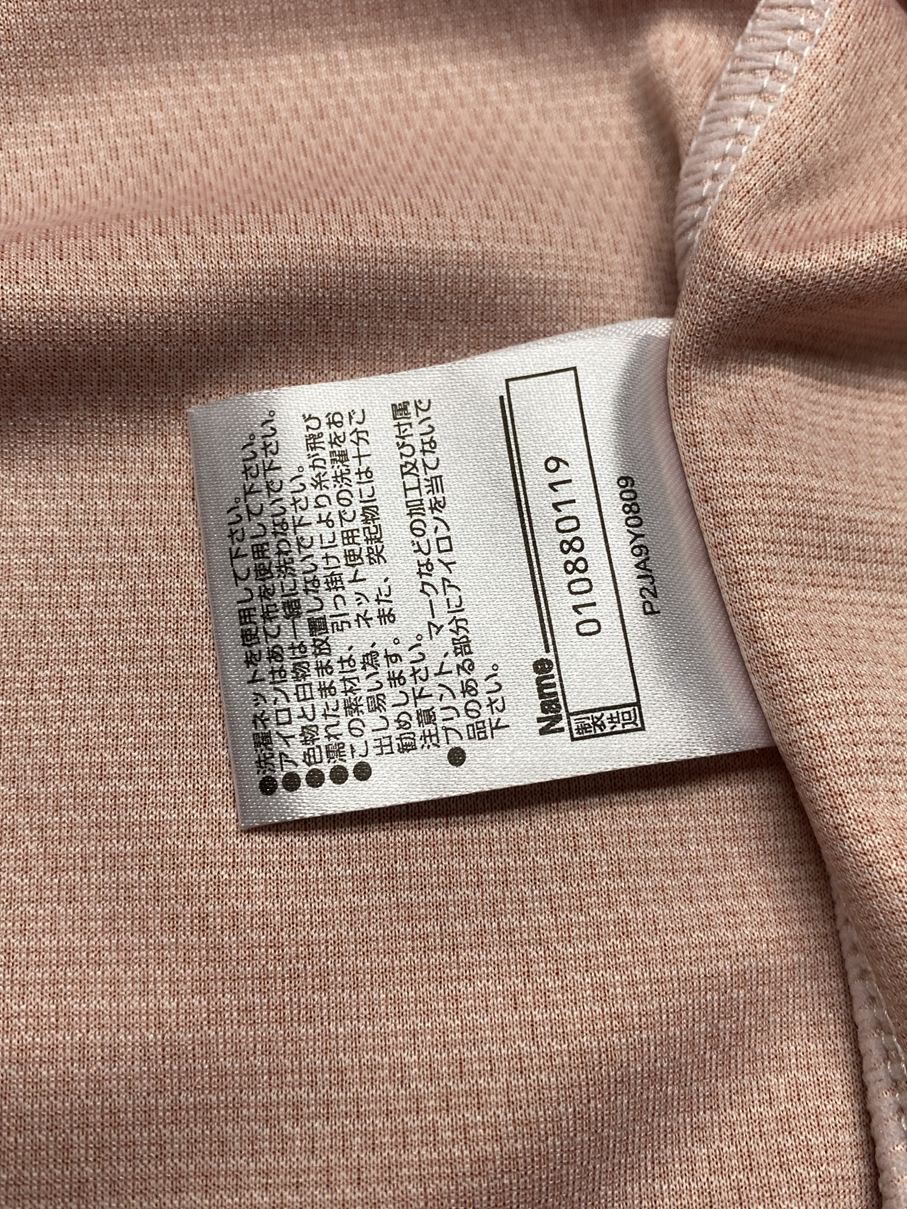 ●洗濯ネットを使用して下さい。
●アイロンはあて布を使用して下さい。
●色物と白物は一緒に洗わないで下さい。
●濡れたまま放置しないで下さい。
●この素材は、引っ掛けにより糸が飛び
出し易い為、ネット使用での洗濯をお
勧めします。また、突起物には十分ご
注意下さい。
●プリント、マークなどの加工及び付属
品のある部分にアイロンを当てないで
下さい。
Name
製造 010880119
P2JA9Y0809